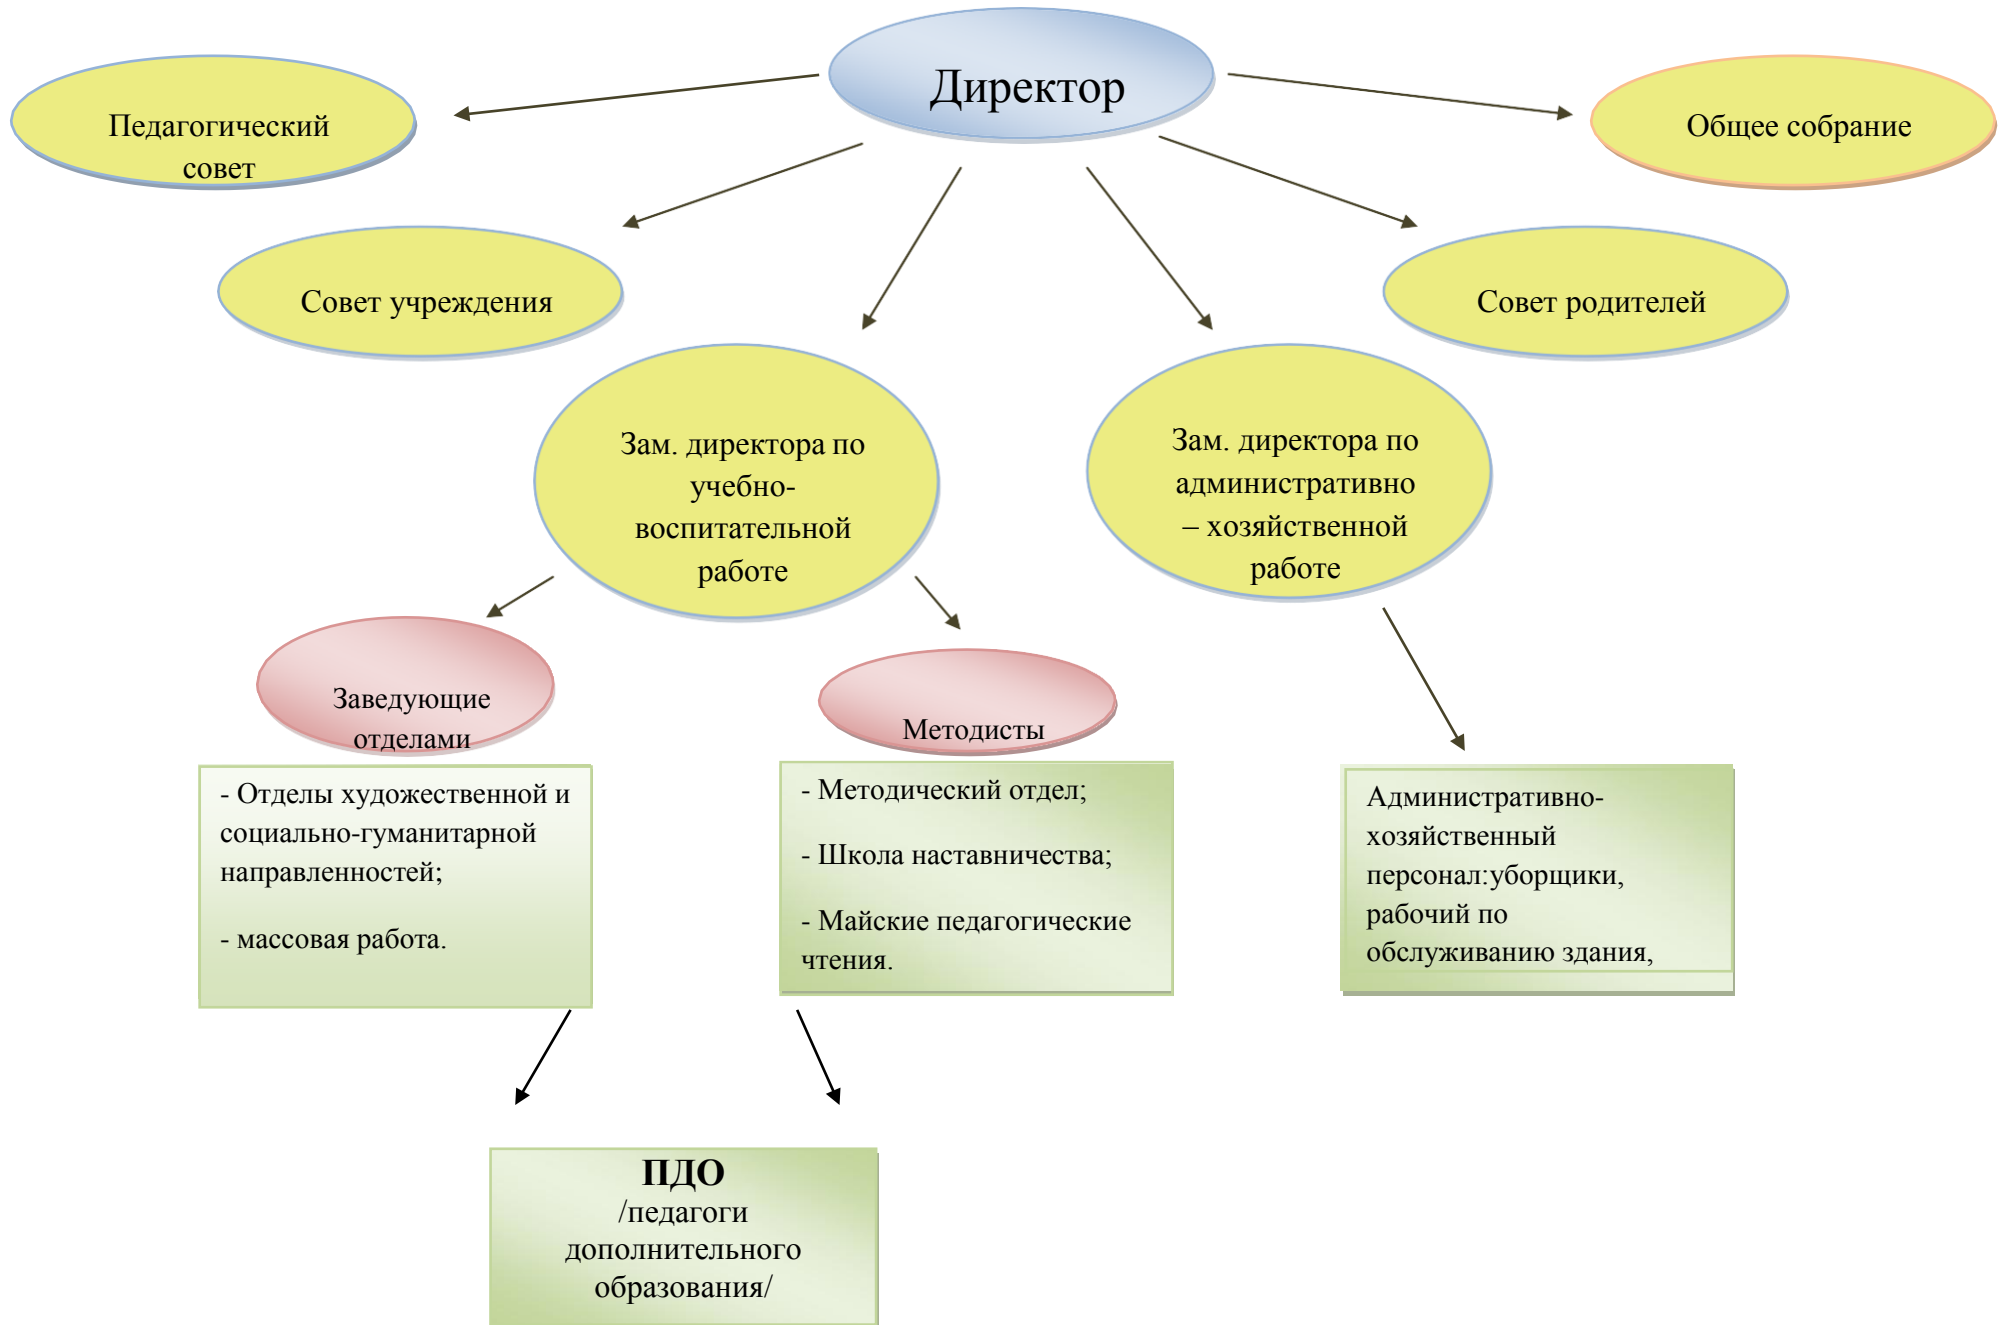 Директор
Педагогический
совет
Общее собрание
Совет учреждения
Совет родителей
Зам. директора по
учебно-
воспитательной
работе
Зам. директора по
административно
– хозяйственной
работе
Заведующие
отделами
Методисты
- Отделы художественной и
социально-гуманитарной
направленностей;
- массовая работа.
- Методический отдел;
- Школа наставничества;
- Майские педагогические
чтения.
Административно-
хозяйственный
персонал:уборщики,
рабочий по
обслуживанию здания,
ПДО
/педагоги
дополнительного
образования/